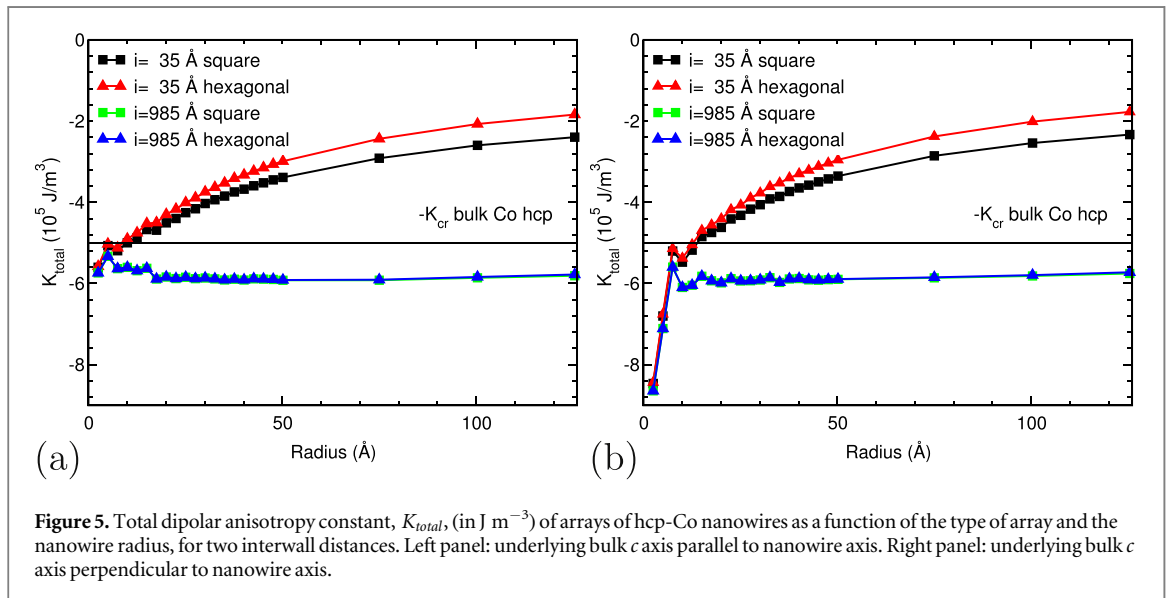 0
-2
-4
-6
-8
K_total (10^5 J/m^3)
i= 35 Å square
i= 35 Å hexagonal
i=985 Å square
i=985 Å hexagonal
-K_cr bulk Co hcp
0 50 100
Radius (Å)
(a)
0
-2
-4
-6
-8
K_total (10^5 J/m^3)
i= 35 Å square
i= 35 Å hexagonal
i=985 Å square
i=985 Å hexagonal
-K_cr bulk Co hcp
0 50 100
Radius (Å)
(b)
Figure 5. Total dipolar anisotropy constant, K_total, (in J m^−3) of arrays of hcp-Co nanowires as a function of the type of array and the
nanowire radius, for two interwall distances. Left panel: underlying bulk c axis parallel to nanowire axis. Right panel: underlying bulk c
axis perpendicular to nanowire axis.